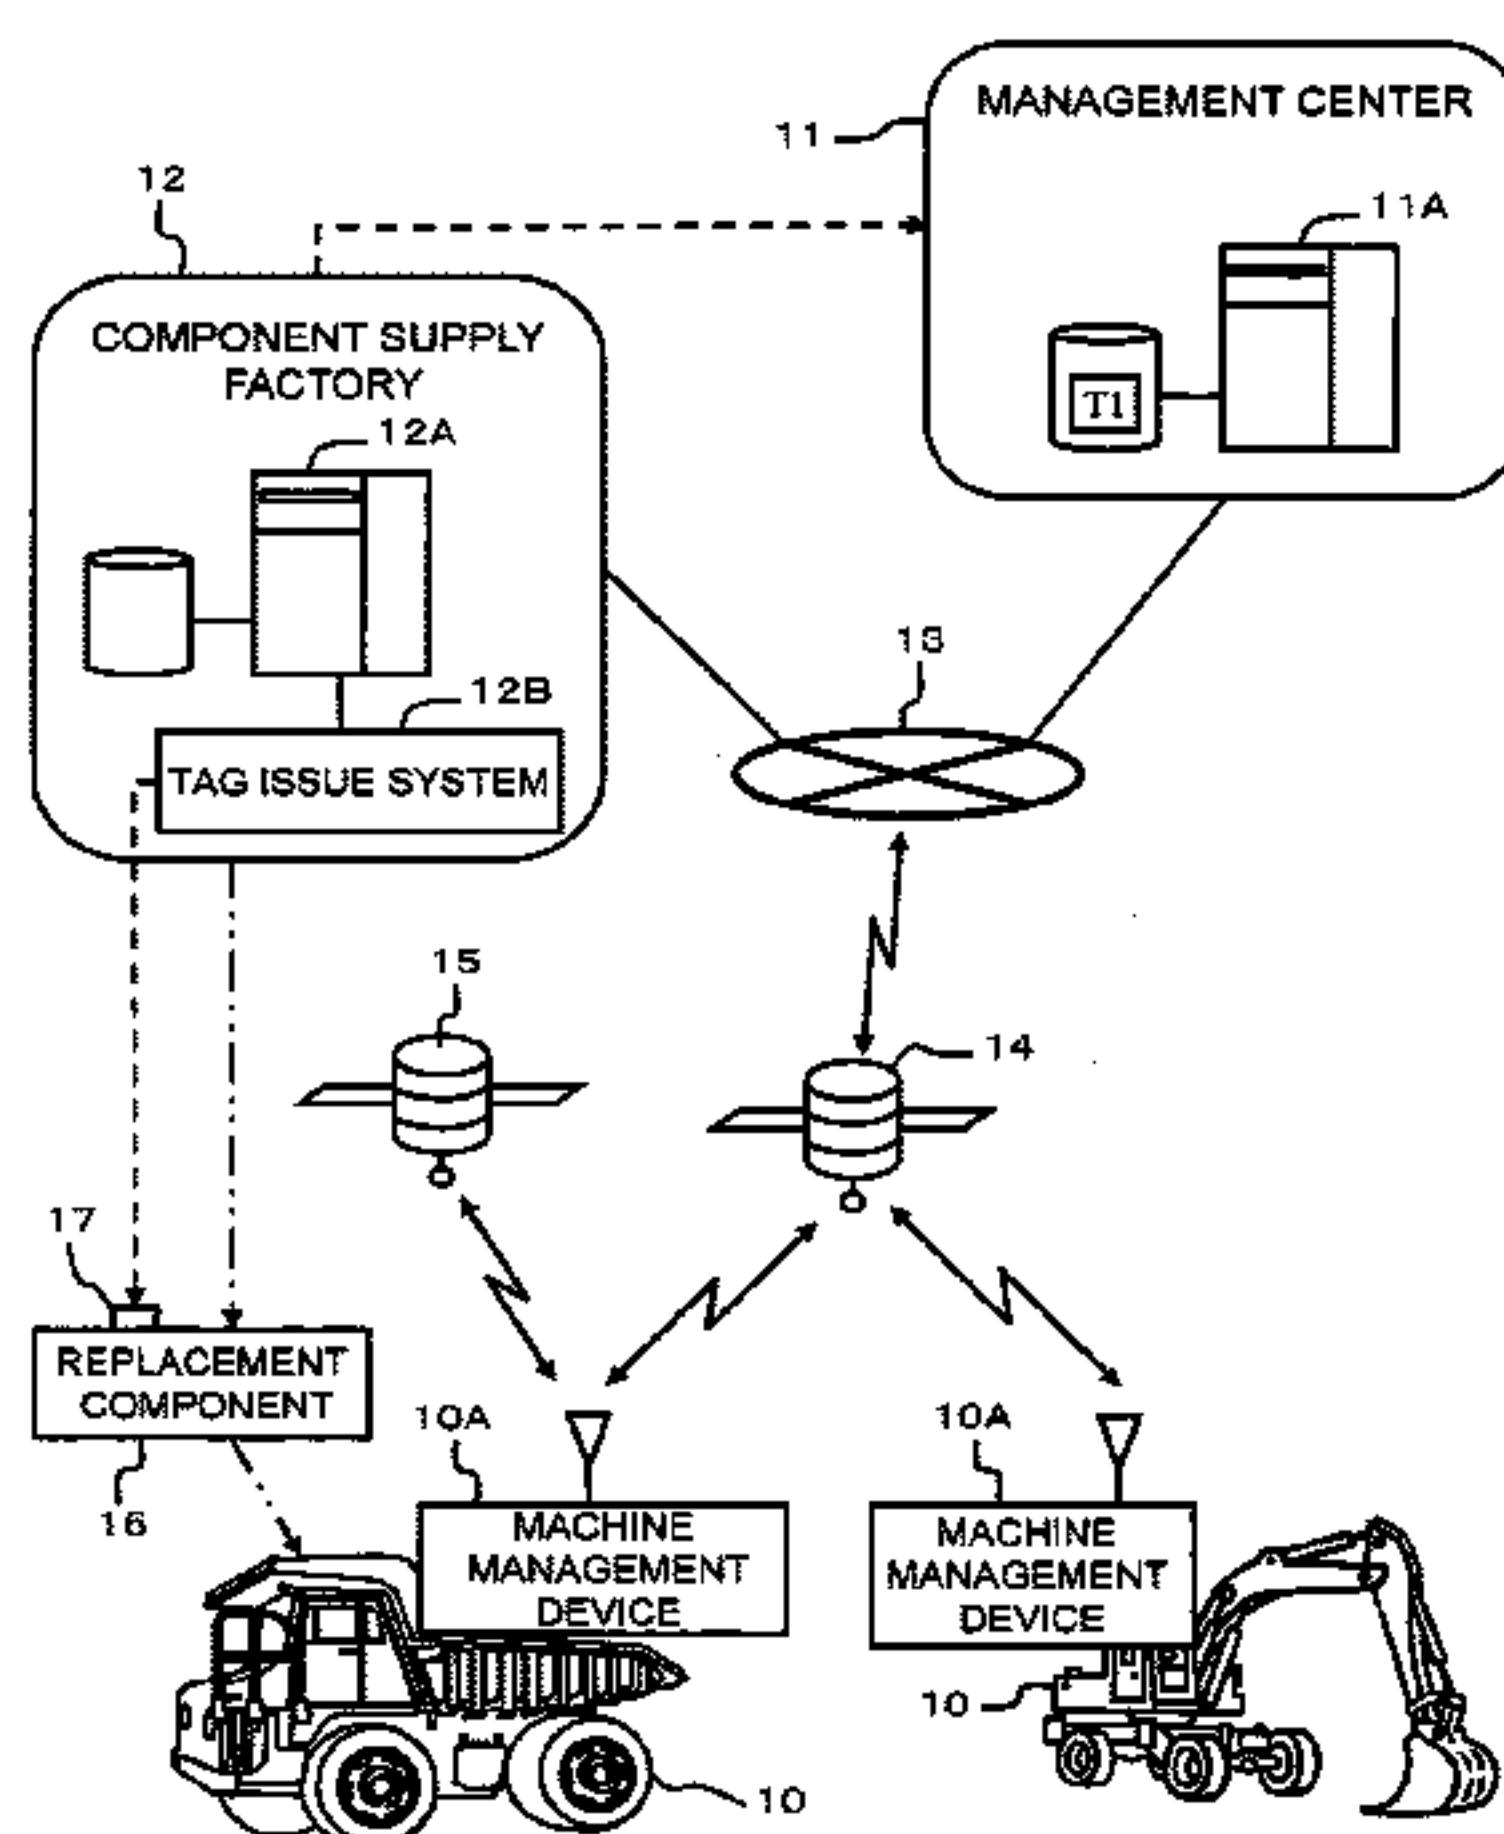 MANAGEMENT CENTER
11
12
11A
COMPONENT SUPPLY
FACTORY
T1
12A
13
12B
TAG ISSUE SYSTEM
15
14
17
REPLACEMENT
COMPONENT
10A
10A
16
MACHINE
MANAGEMENT
DEVICE
MACHINE
MANAGEMENT
DEVICE
10
10